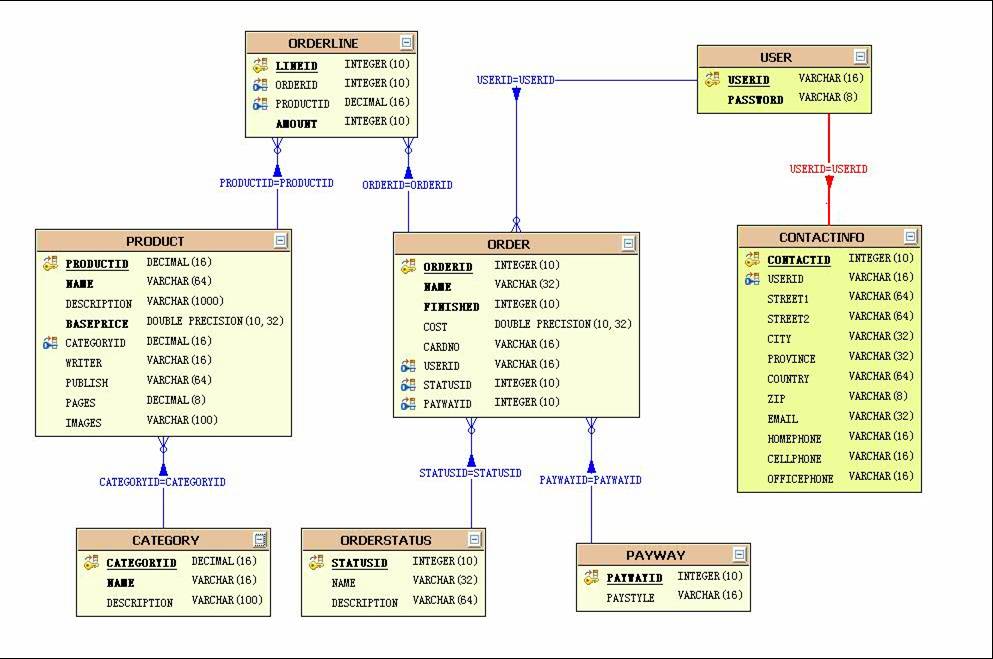 ORDERLINE
LINEID INTEGER(10)
ORDERID INTEGER(10)
PRODUCTID DECIMAL(16)
AMOUNT INTEGER(10)
USERID=USERID
USER
USERID VARCHAR(16)
PASSWORD VARCHAR(8)
PRODUCTID=PRODUCTID
ORDERID=ORDERID
USERID=USERID
PRODUCT
PRODUCTID DECIMAL(16)
NAME VARCHAR(64)
DESCRIPTION VARCHAR(1000)
BASEPRICE DOUBLE PRECISION(10,32)
CATEGORYID DECIMAL(16)
WRITER VARCHAR(16)
PUBLISH VARCHAR(64)
PAGES DECIMAL(8)
IMAGES VARCHAR(100)
ORDER
ORDERID INTEGER(10)
NAME VARCHAR(32)
FINISHED INTEGER(10)
COST DOUBLE PRECISION(10,32)
CARDNO VARCHAR(16)
USERID VARCHAR(16)
STATUSID INTEGER(10)
PAYWAYID INTEGER(10)
CONTACTINFO
CONTACTID INTEGER(10)
USERID VARCHAR(16)
STREET1 VARCHAR(64)
STREET2 VARCHAR(64)
CITY VARCHAR(32)
PROVINCE VARCHAR(32)
COUNTRY VARCHAR(64)
ZIP VARCHAR(8)
EMAIL VARCHAR(32)
HOMEPHONE VARCHAR(16)
CELLPHONE VARCHAR(16)
OFFICEPHONE VARCHAR(16)
CATEGORYID=CATEGORYID
STATUSID=STATUSID
PAYWAYID=PAYWAYID
CATEGORY
CATEGORYID DECIMAL(16)
NAME VARCHAR(16)
DESCRIPTION VARCHAR(100)
ORDERSTATUS
STATUSID INTEGER(10)
NAME VARCHAR(32)
DESCRIPTION VARCHAR(64)
PAYWAY
PAYWAYID INTEGER(10)
PAYSTYLE VARCHAR(16)